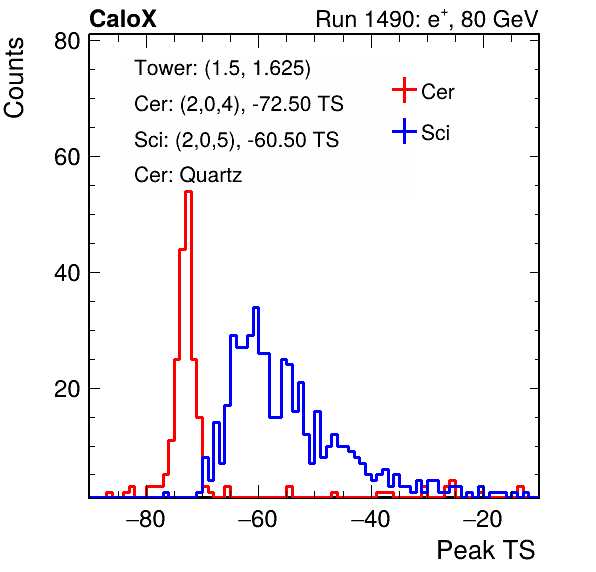 CaloX Run 1490: e⁺, 80 GeV
Counts
80
60
40
20
Tower: (1.5, 1.625)
Cer: (2,0,4), -72.50 TS
Sci: (2,0,5), -60.50 TS
Cer: Quartz
Cer
Sci
−80 −60 −40 −20
Peak TS